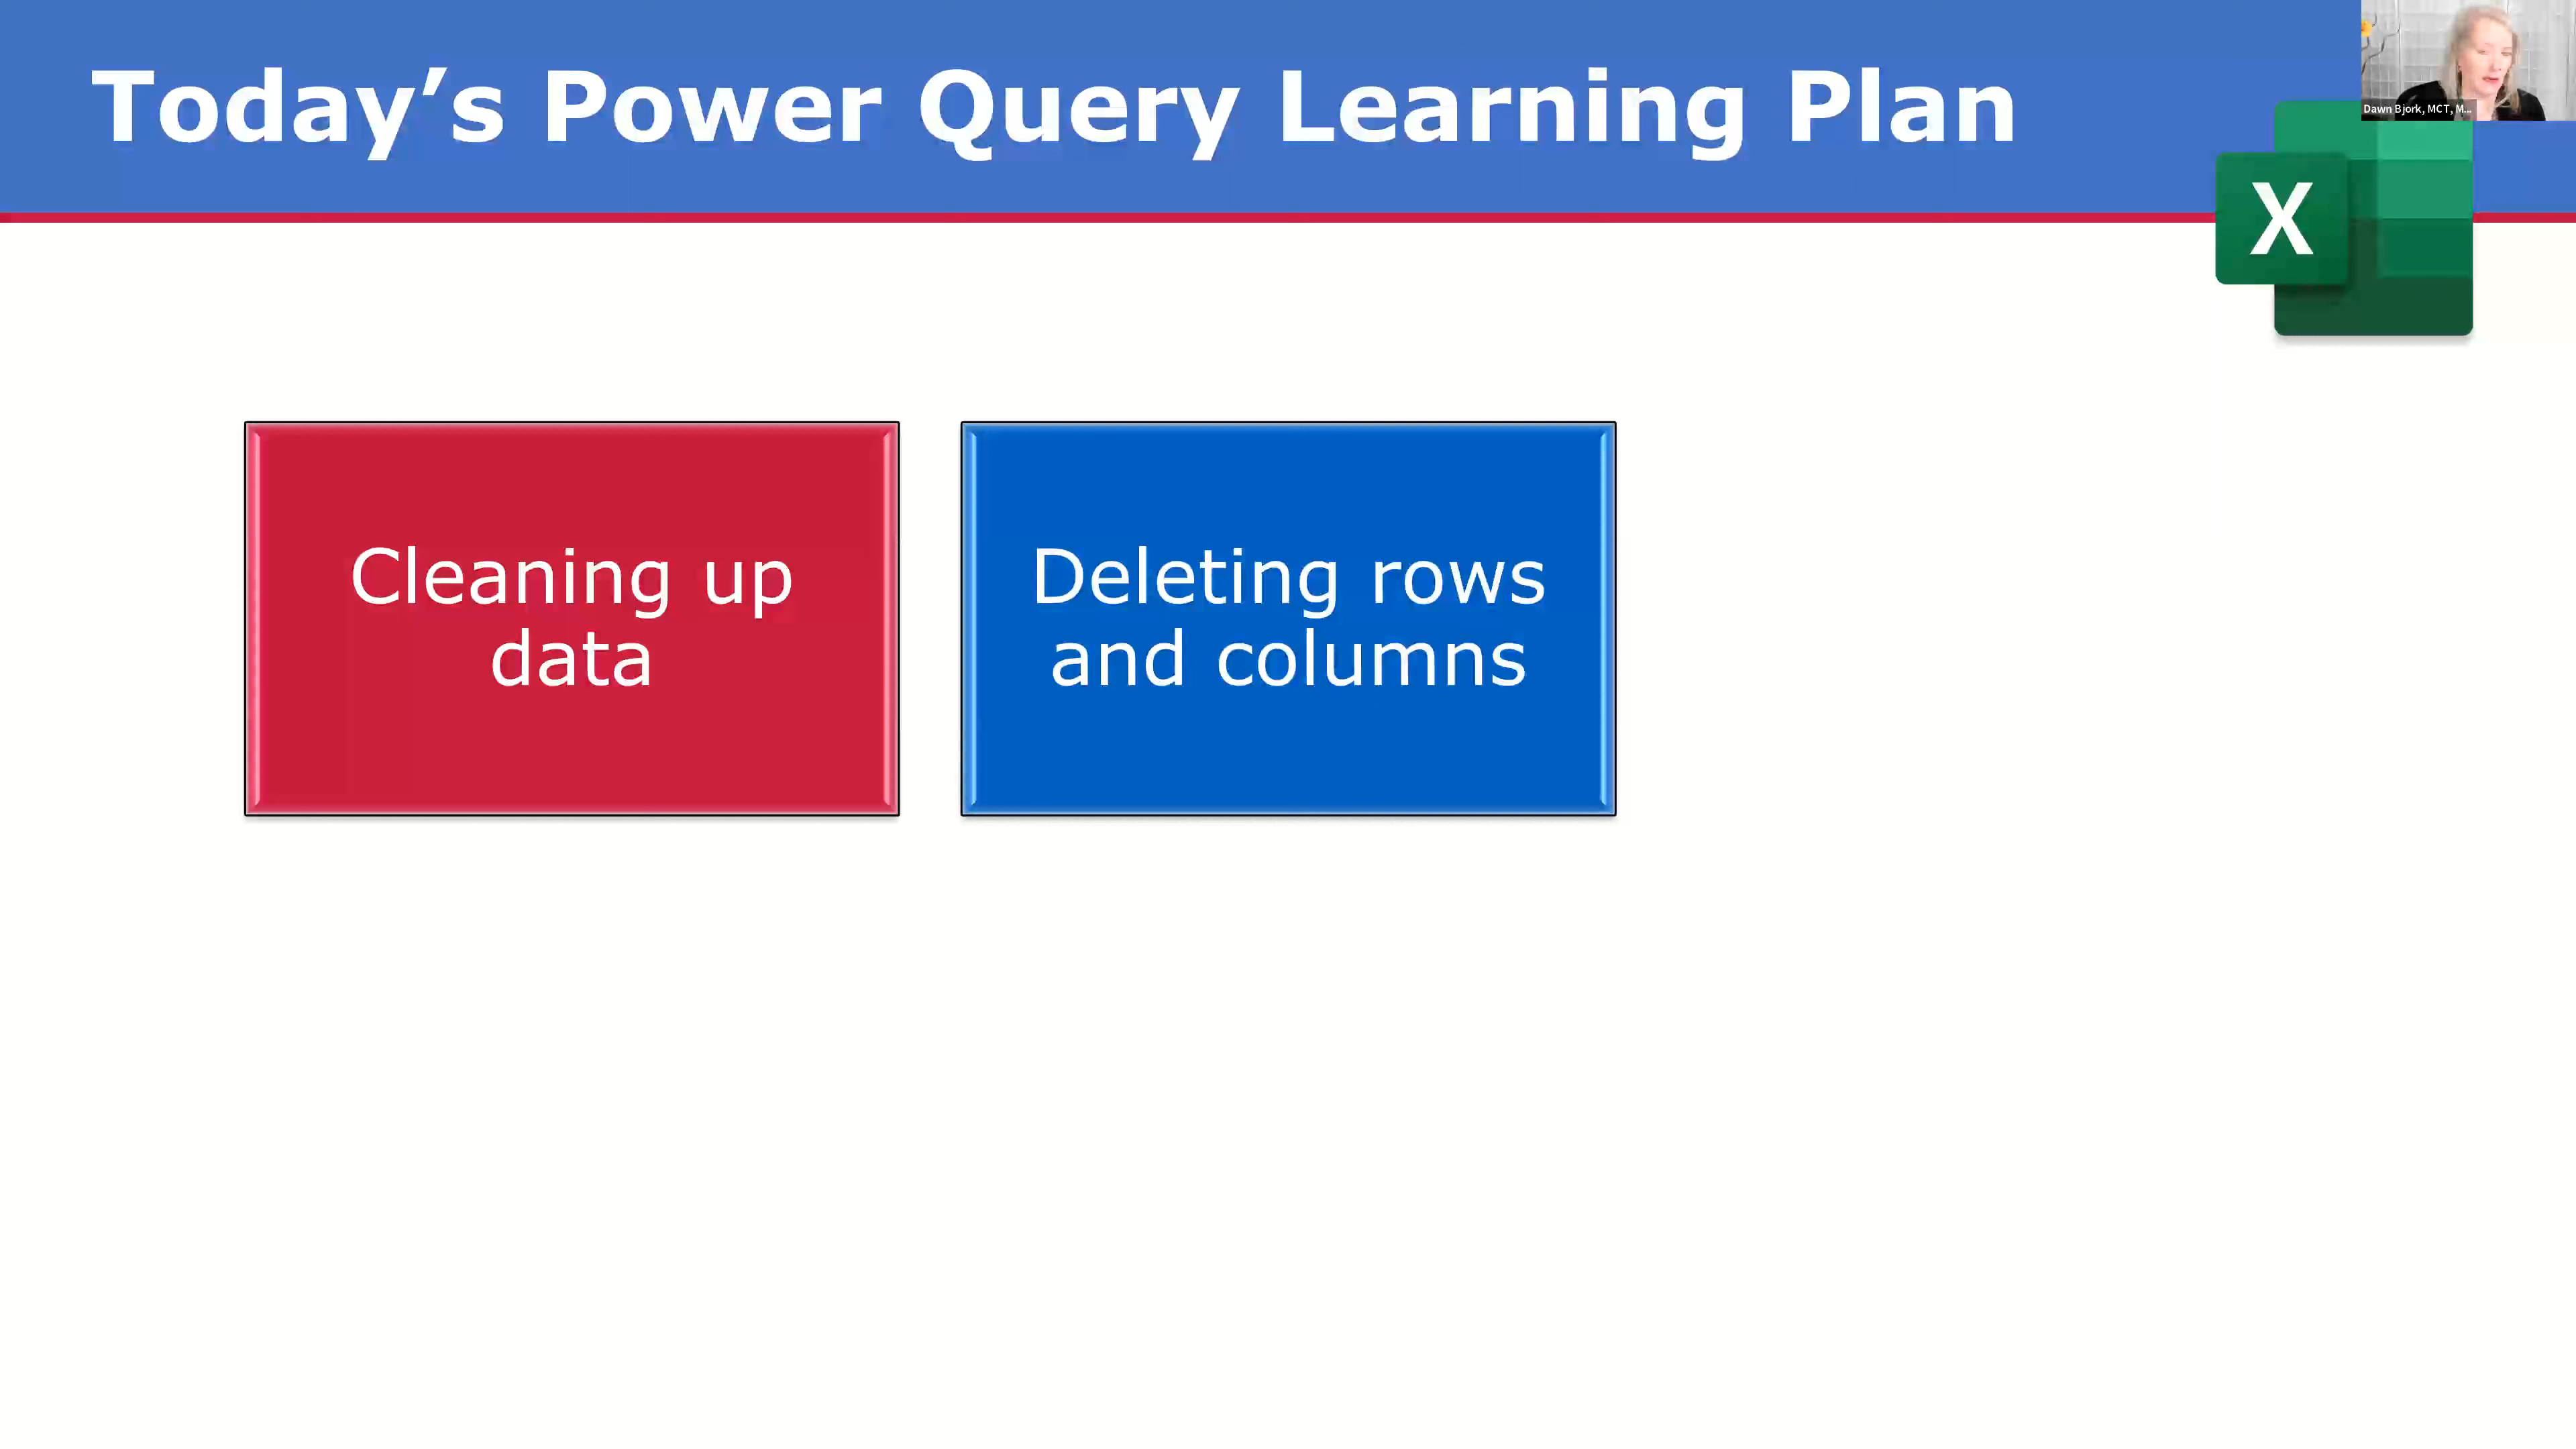 Today’s Power Query Learning Plan
Dawn Bjork, MCT, M...
X
Cleaning up
data
Deleting rows
and columns